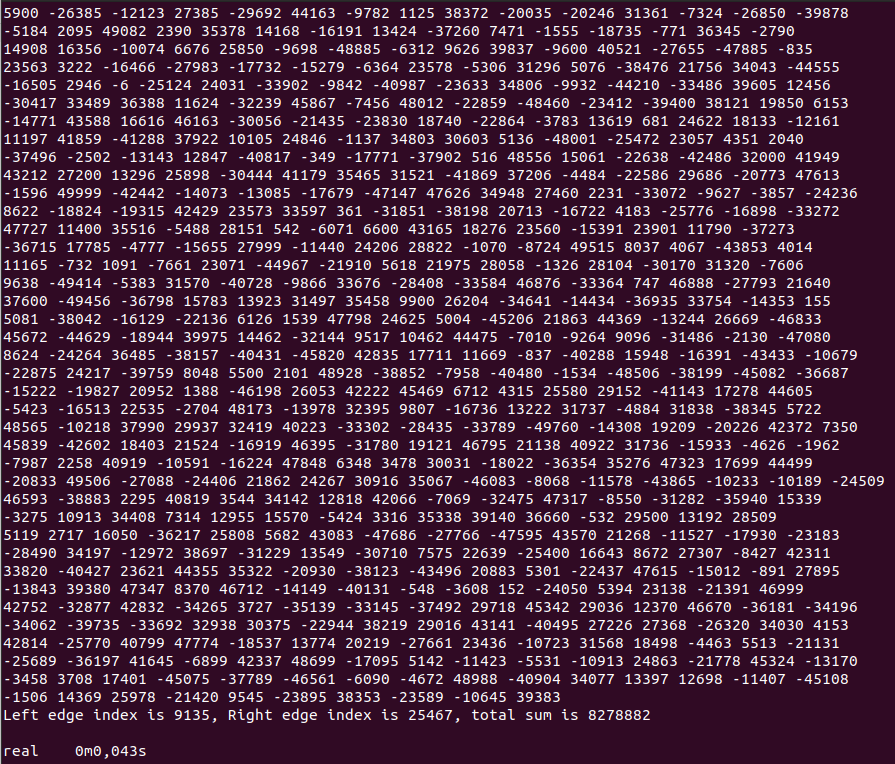 5900 -26385 -12123 27385 -29692 44163 -9782 1125 38372 -20035 -20246 31361 -7324 -26850 -39878
-5184 2095 49082 2390 35378 14168 -16191 13424 -37260 7471 -1555 -18735 -771 36345 -2790
14908 16356 -10074 6676 25850 -9698 -48885 -6312 9626 39837 -9600 40521 -27655 -47885 -835
23563 3222 -16466 -27983 -17732 -15279 -6364 23578 -5306 31296 5076 -38476 21756 34043 -44555
-16505 2946 -6 -25124 24031 -33902 -9842 -40987 -23633 34806 -9932 -44210 -33486 39605 12456
-30417 33489 36388 11624 -32239 45867 -7456 48012 -22859 -48460 -23412 -39400 38121 19850 6153
-14771 43588 16616 46163 -30056 -21435 -23830 18740 -22864 -3783 13619 681 24622 18133 -12161
11197 41859 -41288 37922 10105 24846 -1137 34803 30603 5136 -48001 -25472 23057 4351 2040
-37496 -2502 -13143 12847 -40817 -349 -17771 -37902 516 48556 15061 -22638 -42486 32000 41949
43212 27200 13296 25898 -30444 41179 35465 31521 -41869 37206 -4484 -22586 29686 -20773 47613
-1596 49999 -42442 -14073 -13085 -17679 -47147 47626 34948 27460 2231 -33072 -9627 -3857 -24236
8622 -18824 -19315 42429 23573 33597 361 -31851 -38198 20713 -16722 4183 -25776 -16898 -33272
47727 11400 35516 -5488 28151 542 -6071 6600 43165 18276 23560 -15391 23901 11790 -37273
-36715 17785 -4777 -15655 27999 -11440 24206 28822 -1070 -8724 49515 8037 4067 -43853 4014
11165 -732 1091 -7661 23071 -44967 -21910 5618 21975 28058 -1326 28104 -30170 31320 -7606
9638 -49414 -5383 31570 -40728 -9866 33676 -28408 -33584 46876 -33364 747 46888 -27793 21640
37600 -49456 -36798 15783 13923 31497 35458 9900 26204 -34641 -14434 -36935 33754 -14353 155
5081 -38042 -16129 -22136 6126 1539 47798 24625 5004 -45206 21863 44369 -13244 26669 -46833
45672 -44629 -18944 39975 14462 -32144 9517 10462 44475 -7010 -9264 9096 -31486 -2130 -47080
8624 -24264 36485 -38157 -40431 -45820 42835 17711 11669 -837 -40288 15948 -16391 -43433 -10679
-22875 24217 -39759 8048 5500 2101 48928 -38852 -7958 -40480 -1534 -48506 -38199 -45082 -36687
-15222 -19827 20952 1388 -46198 26053 42222 45469 6712 4315 25580 29152 -41143 17278 44605
-5423 -16513 22535 -2704 48173 -13978 32395 9807 -16736 13222 31737 -4884 31838 -38345 5722
48565 -10218 37990 29937 32419 40223 -33302 -28435 -33789 -49760 -14308 19209 -20226 42372 7350
45839 -42602 18403 21524 -16919 46395 -31780 19121 46795 21138 40922 31736 -15933 -4626 -1962
-7987 2258 40919 -10591 -16224 47848 6348 3478 30031 -18022 -36354 35276 47323 17699 44499
-20833 49506 -27088 -24406 21862 24267 30916 35067 -46083 -8068 -11578 -43865 -10233 -10189 -24509
46593 -38883 2295 40819 3544 34142 12818 42066 -7069 -32475 47317 -8550 -31282 -35940 15339
-3275 10913 34408 7314 12955 15570 -5424 3316 35338 39140 36660 -532 29500 13192 28509
5119 2717 16050 -36217 25808 5682 43083 -47686 -27766 -47595 43570 21268 -11527 -17930 -23183
-28490 34197 -12972 38697 -31229 13549 -30710 7575 22639 -25400 16643 8672 27307 -8427 42311
33820 -40427 23621 44355 35322 -20930 -38123 -43496 20883 5301 -22437 47615 -15012 -891 27895
-13843 39380 47347 8370 46712 -14149 -40131 -548 -3608 152 -24050 5394 23138 -21391 46999
42752 -32877 42832 -34265 3727 -35139 -33145 -37492 29718 45342 29036 12370 46670 -36181 -34196
-34062 -39735 -33692 32938 30375 -22944 38219 29016 43141 -40495 27226 27368 -26320 34030 4153
42814 -25770 40799 47774 -18537 13774 20219 -27661 23436 -10723 31568 18498 -4463 5513 -21131
-25689 -36197 41645 -6899 42337 48699 -17095 5142 -11423 -5531 -10913 24863 -21778 45324 -13170
-3458 3708 17401 -45075 -37789 -46561 -6090 -4672 48988 -40904 34077 13397 12698 -11407 -45108
-1506 14369 25978 -21420 9545 -23895 38353 -23589 -10645 39383
Left edge index is 9135, Right edge index is 25467, total sum is 8278882
real 0m0,043s